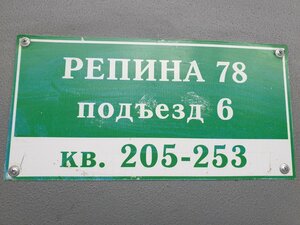 РЕПИНА 78
подъезд 6
кв. 205-253